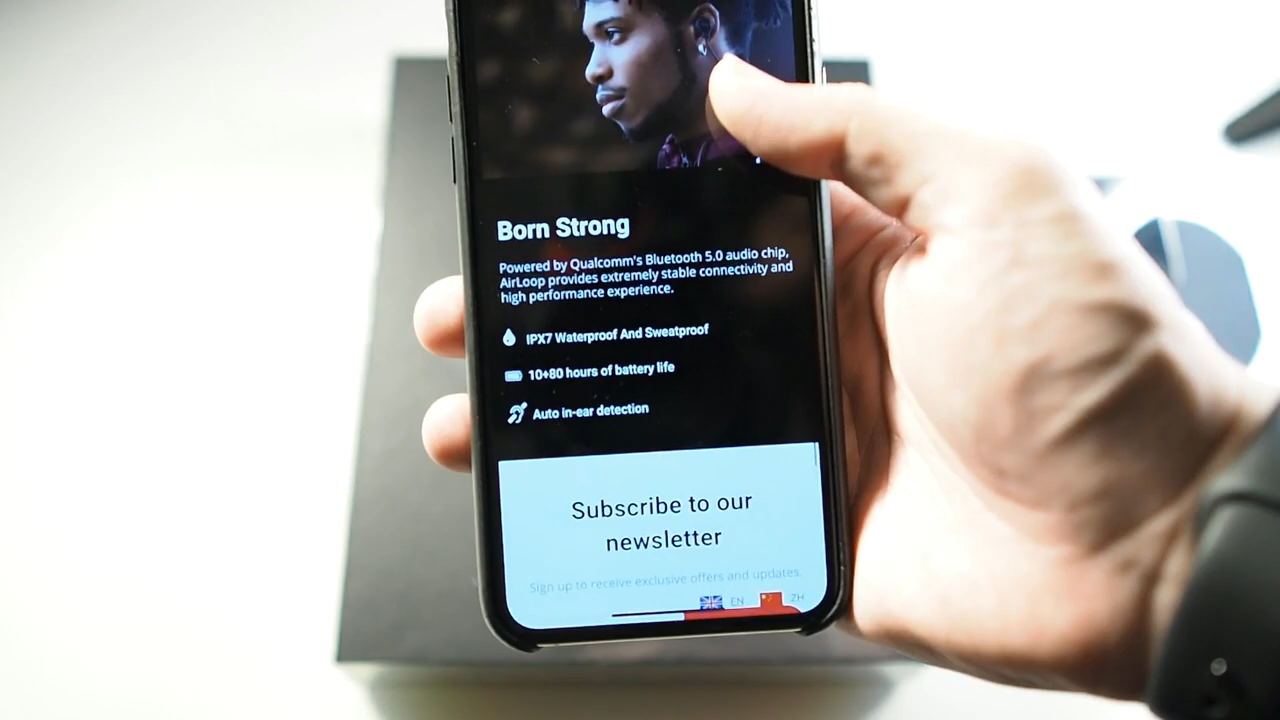 Born Strong
Powered by Qualcomm's Bluetooth 5.0 audio chip,
AirLoop provides extremely stable connectivity and
high performance experience.
IPX7 Waterproof And Sweatproof
10+80 hours of battery life
Auto in-ear detection
Subscribe to our
newsletter
Sign up to receive exclusive offers and updates.
EN ZH